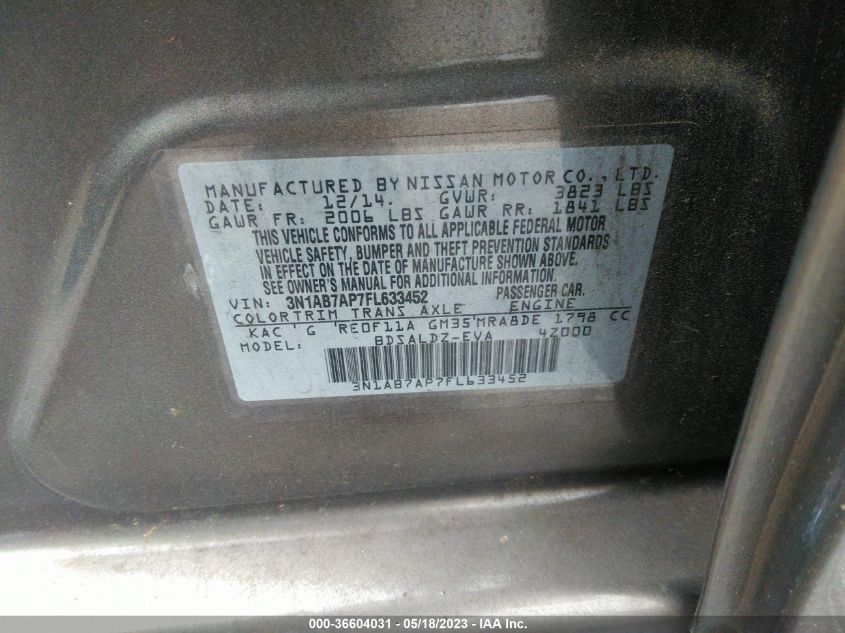 MANUFACTURED BY NISSAN MOTOR CO., LTD.
DATE: 12/14. GVWR: 3823 LBS
GAWR FR: 2006 LBS GAWR RR: 1841 LBS
THIS VEHICLE CONFORMS TO ALL APPLICABLE FEDERAL MOTOR
VEHICLE SAFETY, BUMPER AND THEFT PREVENTION STANDARDS
IN EFFECT ON THE DATE OF MANUFACTURE SHOWN ABOVE.
SEE OWNER'S MANUAL FOR ADDITIONAL INFORMATION.
VIN: 3N1AB7AP7FL633452 PASSENGER CAR.
COLOR TRIM TRANS AXLE ENGINE
KAC ' G 'RE0F11A GM35'MRA8DE 1798 CC
MODEL: BDSALDZ-EVA 42000
3N1AB7AP7FL633452
000-36604031 - 05/18/2023 - IAA Inc.